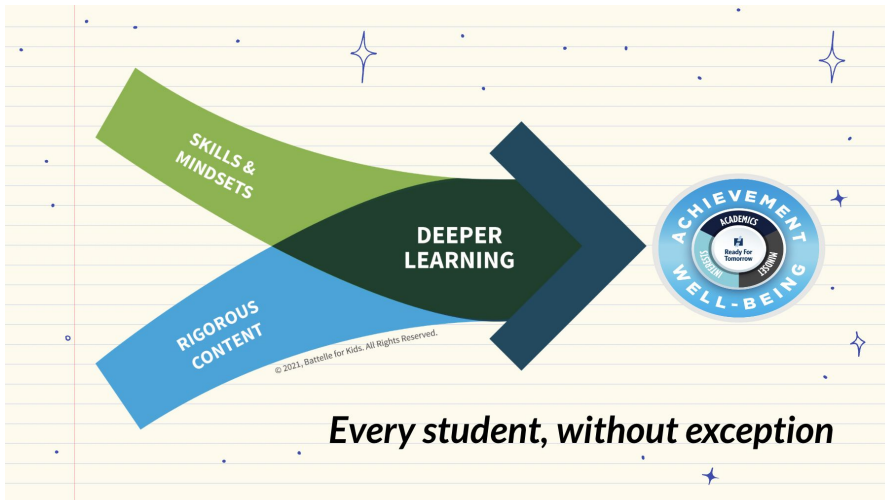 SKILLS &
MINDSETS
DEEPER
LEARNING
RIGOROUS
CONTENT
© 2021, Battelle for Kids. All Rights Reserved.
ACHIEVEMENT
ACADEMICS
Ready For
Tomorrow
INTERESTS
MINDSET
WELL-BEING
Every student, without exception